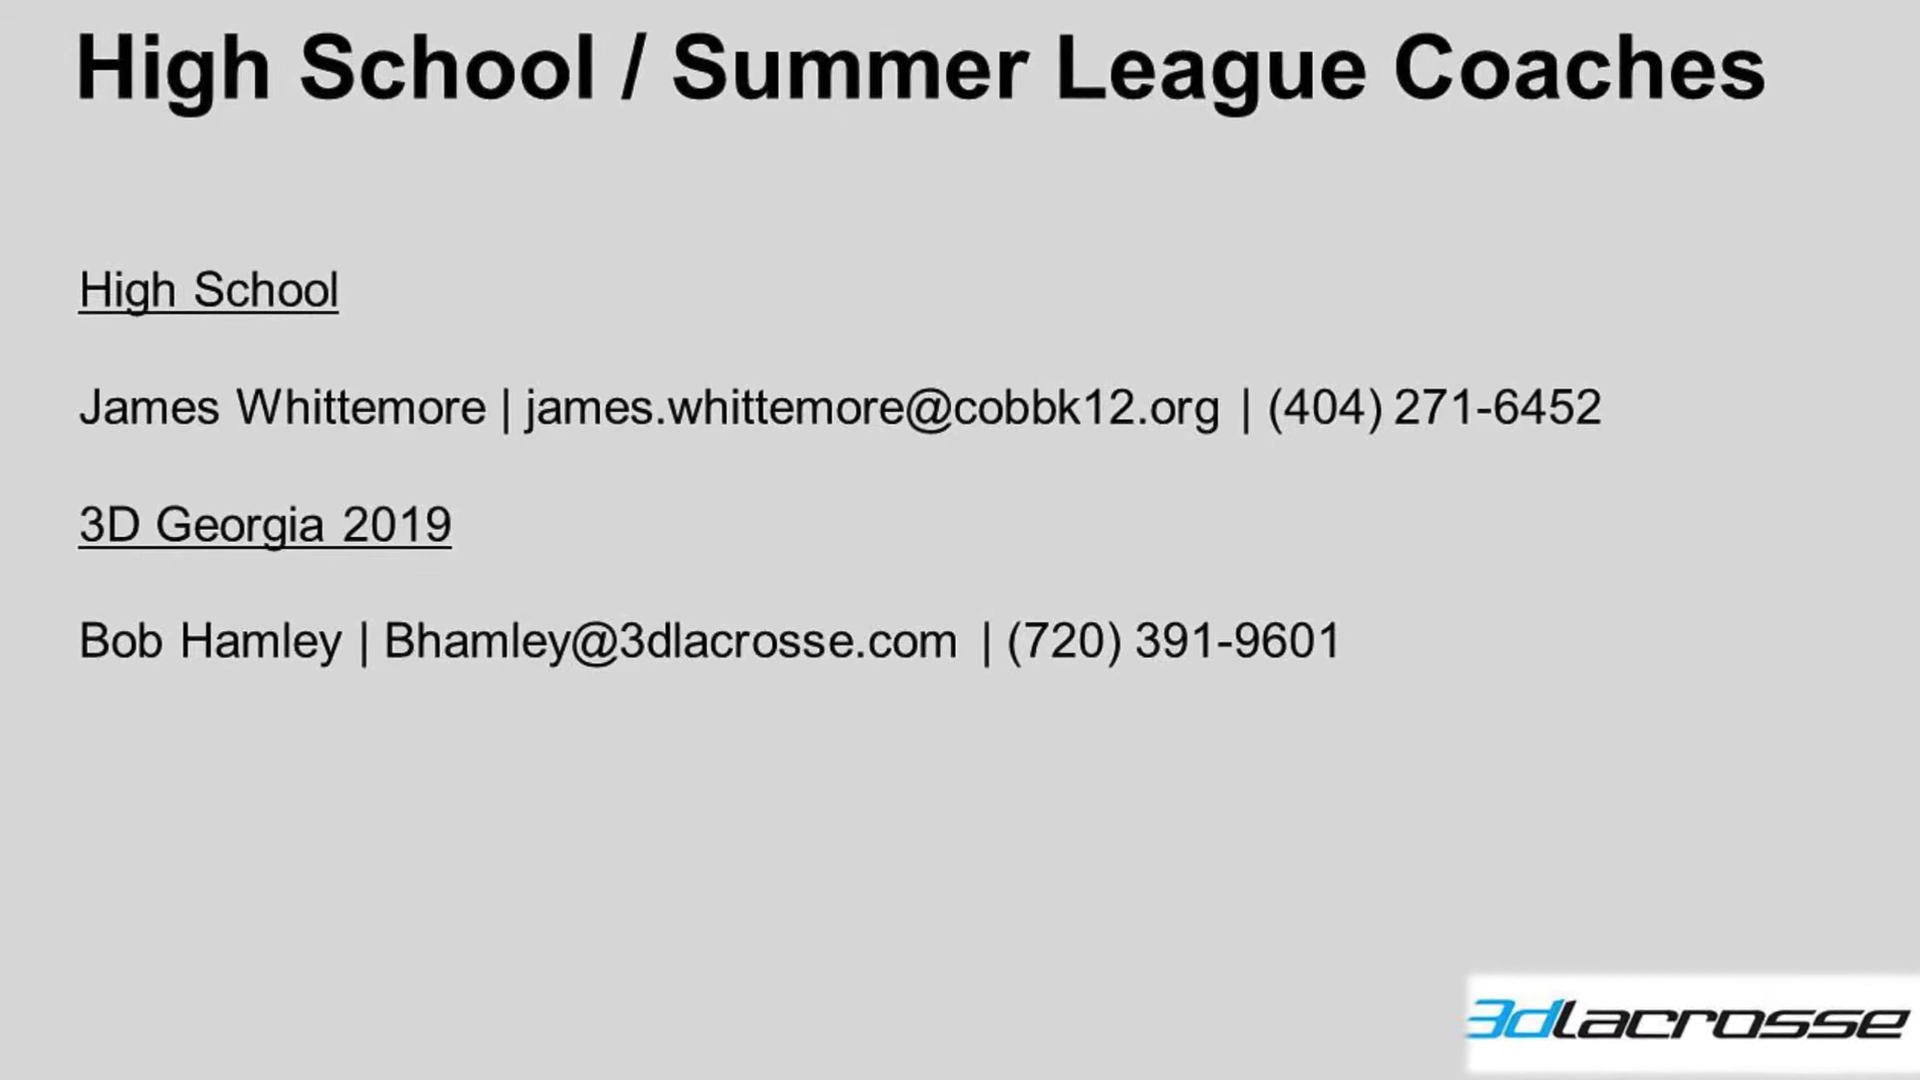 High School / Summer League Coaches
High School
James Whittemore | james.whittemore@cobbk12.org | (404) 271-6452
3D Georgia 2019
Bob Hamley | Bhamley@3dlacrosse.com | (720) 391-9601
3dlacrosse